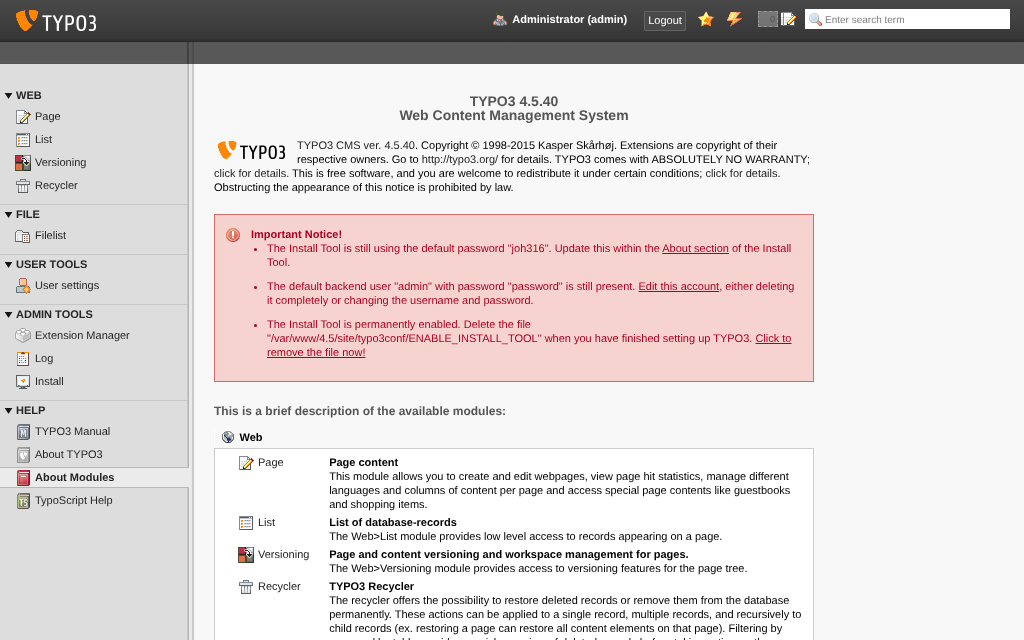 TYPO3
Administrator (admin)
Logout
Enter search term
WEB
Page
List
Versioning
Recycler
FILE
Filelist
USER TOOLS
User settings
ADMIN TOOLS
Extension Manager
Log
Install
HELP
TYPO3 Manual
About TYPO3
About Modules
TypoScript Help
TYPO3 4.5.40
Web Content Management System
TYPO3
TYPO3 CMS ver. 4.5.40. Copyright © 1998-2015 Kasper Skårhøj. Extensions are copyright of their
respective owners. Go to http://typo3.org/ for details. TYPO3 comes with ABSOLUTELY NO WARRANTY;
click for details. This is free software, and you are welcome to redistribute it under certain conditions; click for details.
Obstructing the appearance of this notice is prohibited by law.
Important Notice!
• The Install Tool is still using the default password "joh316". Update this within the About section of the Install
Tool.
• The default backend user "admin" with password "password" is still present. Edit this account, either deleting
it completely or changing the username and password.
• The Install Tool is permanently enabled. Delete the file
"/var/www/4.5/site/typo3conf/ENABLE_INSTALL_TOOL" when you have finished setting up TYPO3. Click to
remove the file now!
This is a brief description of the available modules:
Web
Page
Page content
This module allows you to create and edit webpages, view page hit statistics, manage different
languages and columns of content per page and access special page contents like guestbooks
and shopping items.
List
List of database-records
The Web>List module provides low level access to records appearing on a page.
Versioning
Page and content versioning and workspace management for pages.
The Web>Versioning module provides access to versioning features for the page tree.
Recycler
TYPO3 Recycler
The recycler offers the possibility to restore deleted records or remove them from the database
permanently. These actions can be applied to a single record, multiple records, and recursively to
child records (ex. restoring a page can restore all content elements on that page). Filtering by